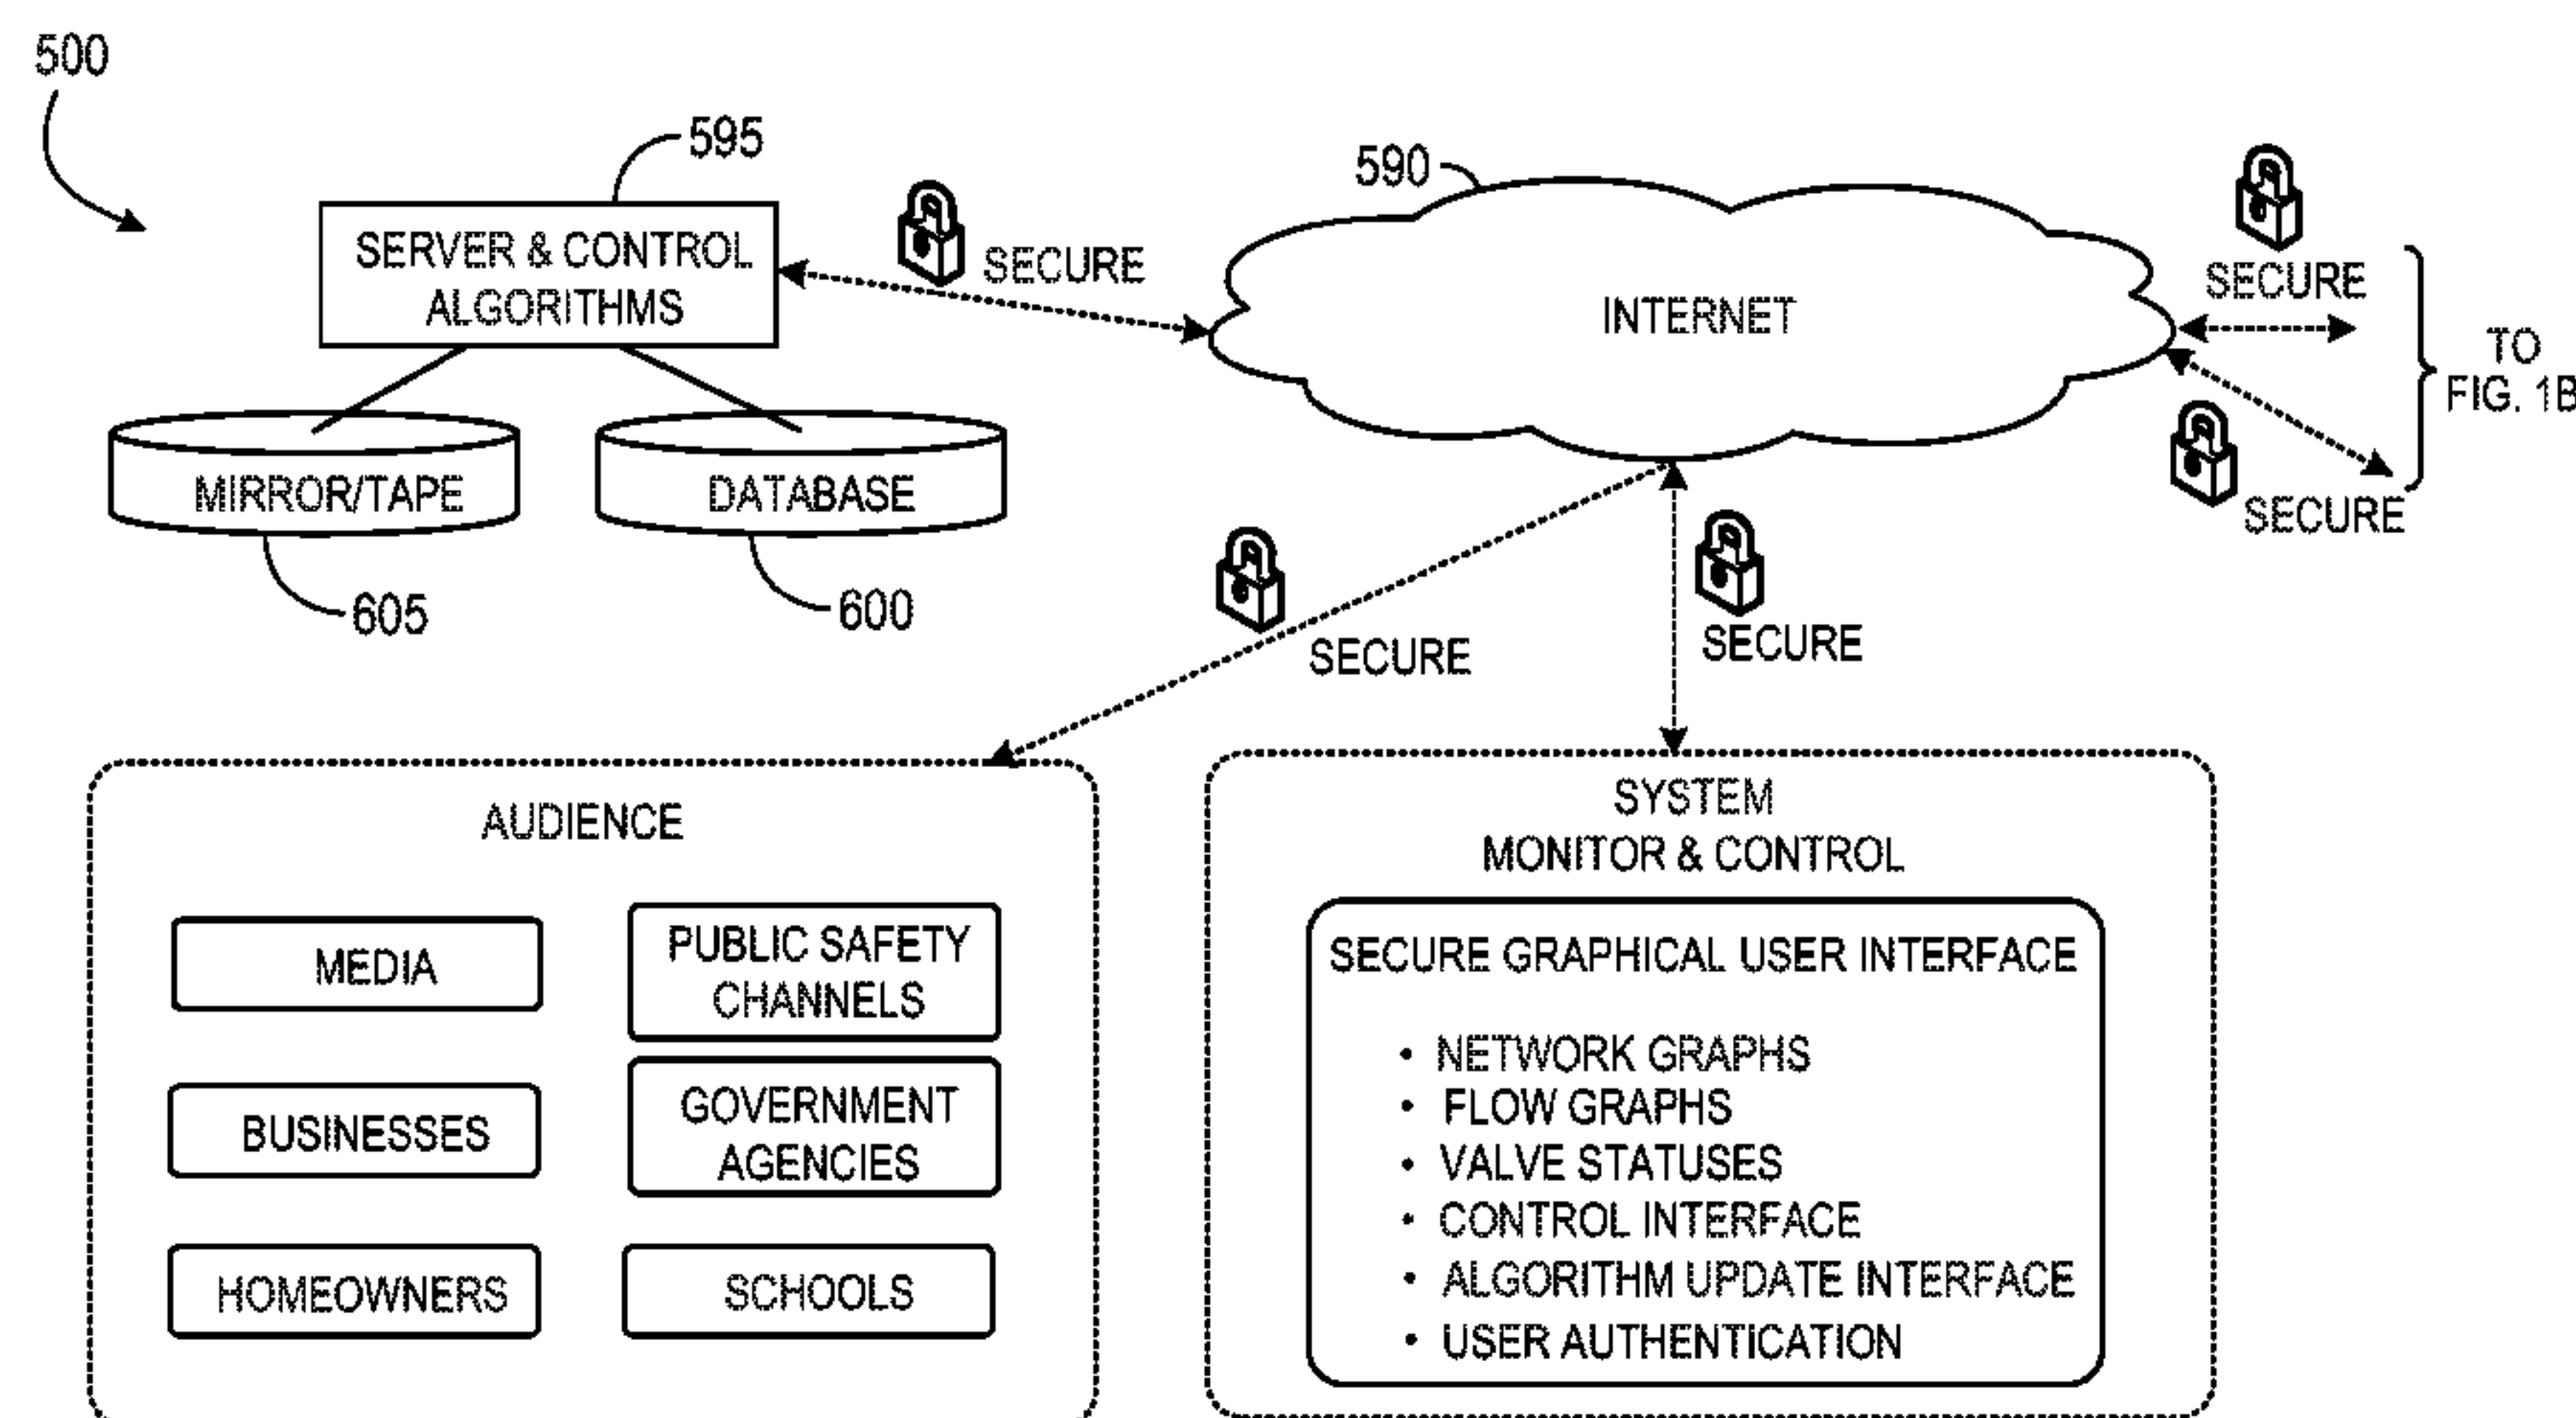 500
595
SERVER & CONTROL
ALGORITHMS
SECURE
590
INTERNET
SECURE
TO
FIG. 1B
SECURE
MIRROR/TAPE
DATABASE
605
600
SECURE
SECURE
AUDIENCE
MEDIA
PUBLIC SAFETY
CHANNELS
BUSINESSES
GOVERNMENT
AGENCIES
HOMEOWNERS
SCHOOLS
SYSTEM
MONITOR & CONTROL
SECURE GRAPHICAL USER INTERFACE
• NETWORK GRAPHS
• FLOW GRAPHS
• VALVE STATUSES
• CONTROL INTERFACE
• ALGORITHM UPDATE INTERFACE
• USER AUTHENTICATION